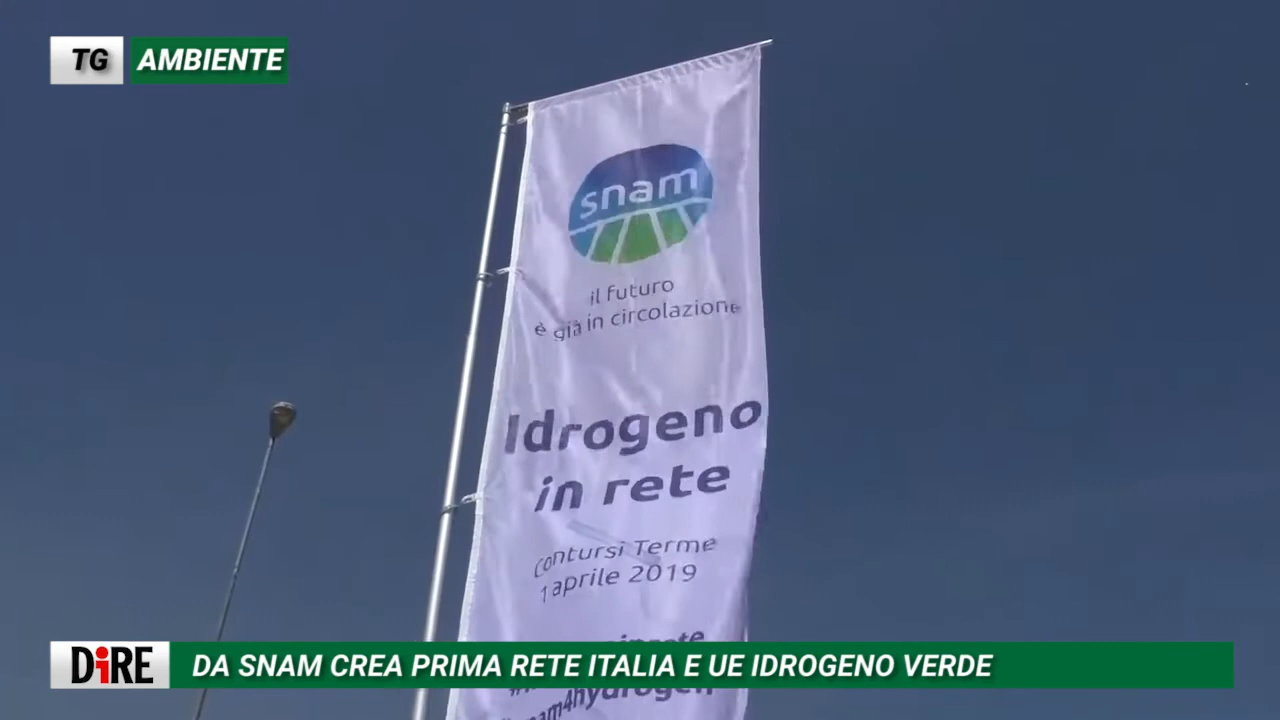 TG AMBIENTE
snam
il futuro
è già in circolazione
Idrogeno
in rete
Contursi Terme
1 aprile 2019
DiRE DA SNAM CREA PRIMA RETE ITALIA E UE IDROGENO VERDE